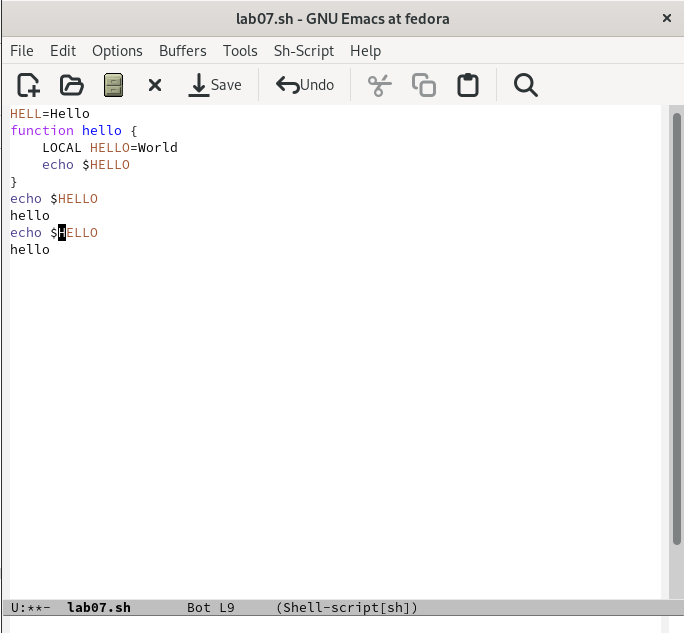 lab07.sh - GNU Emacs at fedora ×
File Edit Options Buffers Tools Sh-Script Help
Save Undo
HELL=Hello
function hello {
    LOCAL HELLO=World
    echo $HELLO
}
echo $HELLO
hello
echo $HELLO
hello
U:**-  lab07.sh       Bot L9     (Shell-script[sh])